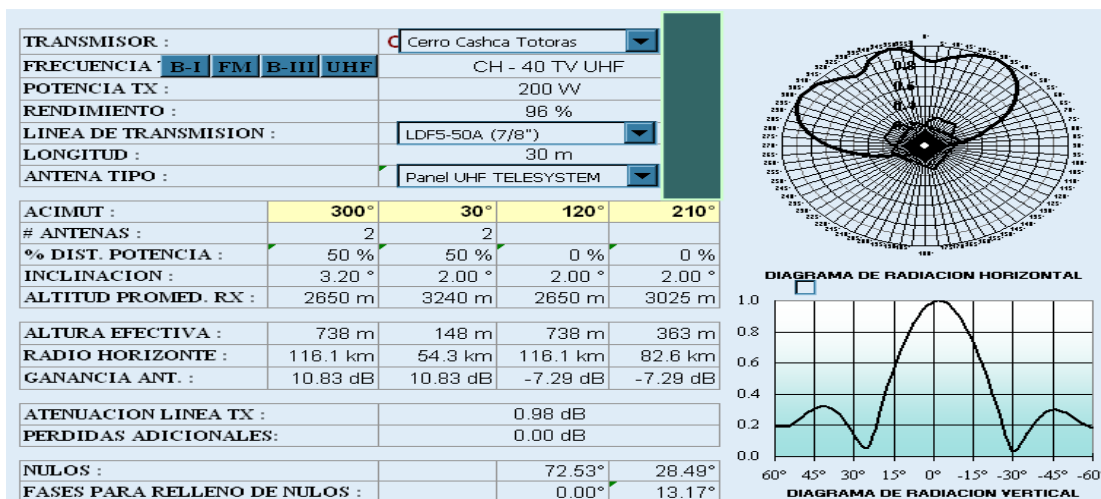 TRANSMISOR : Cerro Cashca Totoras
FRECUENCIA B-I FM B-III UHF CH - 40 TV UHF
POTENCIA TX : 200 W
RENDIMIENTO : 96 %
LINEA DE TRANSMISION : LDF5-50A (7/8")
LONGITUD : 30 m
ANTENA TIPO : Panel UHF TELESYSTEM
ACIMUT : 300° 30° 120° 210°
# ANTENAS : 2 2
% DIST. POTENCIA : 50 % 50 % 0 % 0 %
INCLINACION : 3.20 ° 2.00 ° 2.00 ° 2.00 °
ALTITUD PROMED. RX : 2650 m 3240 m 2650 m 3025 m
ALTURA EFECTIVA : 738 m 148 m 738 m 363 m
RADIO HORIZONTE : 116.1 km 54.3 km 116.1 km 82.6 km
GANANCIA ANT. : 10.83 dB 10.83 dB -7.29 dB -7.29 dB
ATENUACION LINEA TX : 0.98 dB
PERDIDAS ADICIONALES: 0.00 dB
NULOS : 72.53° 28.49°
FASES PARA RELLENO DE NULOS : 0.00° 13.17°
DIAGRAMA DE RADIACION HORIZONTAL
1.0
0.8
0.6
0.4
0.2
0.0
60° 45° 30° 15° 0° -15° -30° -45° -60
DIAGRAMA DE RADIACION VERTICAL